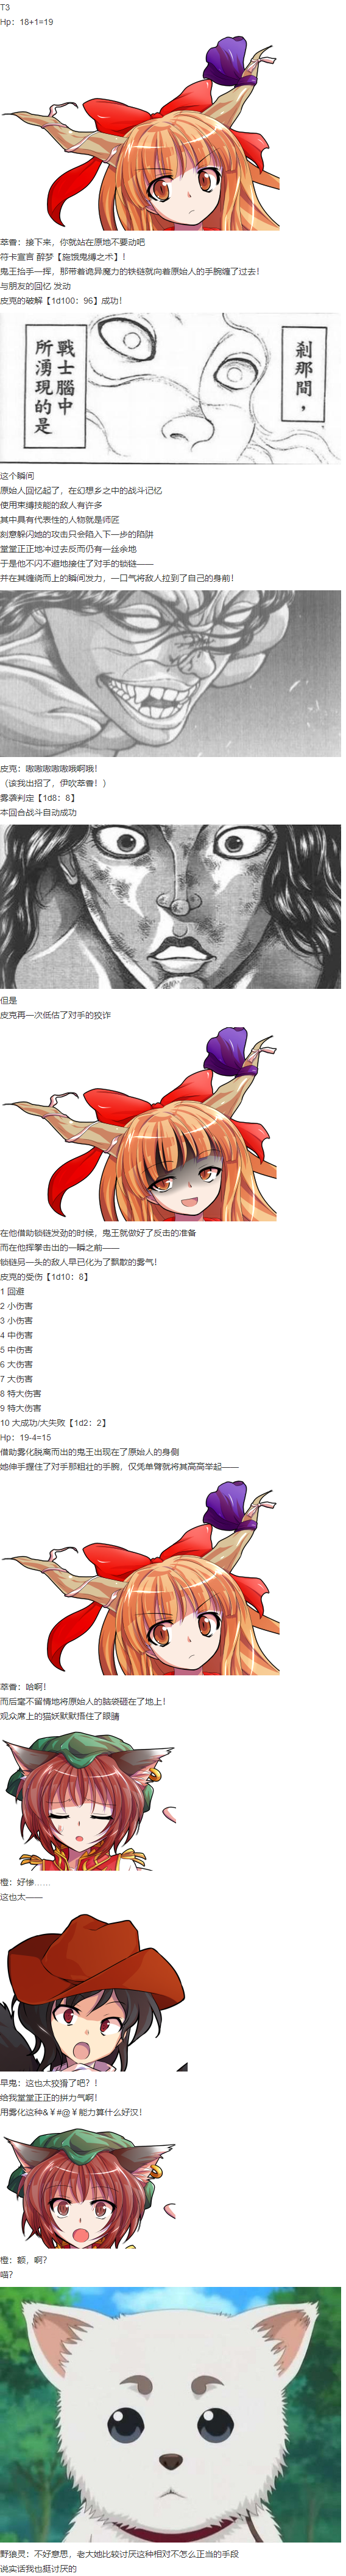 T3
Hp：18+1=19
萃香：接下来，你就站在原地不要动吧
符卡宣言 醉梦【施饿鬼缚之术】！
鬼王抬手一挥，那带着诡异魔力的铁链就向着原始人的手腕缠了过去！
与朋友的回忆 发动
皮克的破解【1d100：96】成功！
剎那間，
戰士腦中
所湧現的是
这个瞬间
原始人回忆起了，在幻想乡之中的战斗记忆
使用束缚技能的敌人有许多
其中具有代表性的人物就是师匠
刻意躲闪她的攻击只会陷入下一步的陷阱
堂堂正正地冲过去反而仍有一丝余地
于是他不闪不避地接住了对手的锁链——
并在其缠绕而上的瞬间发力，一口气将敌人拉到了自己的身前！
皮克：嗷嗷嗷嗷嗷哦啊哦！
（该我出招了，伊吹萃香！）
雾袭判定【1d8：8】
本回合战斗自动成功
但是
皮克再一次低估了对手的狡诈
在他借助锁链发劲的时候，鬼王就做好了反击的准备
而在他挥拳击出的一瞬之前——
锁链另一头的敌人早已化为了飘散的雾气！
皮克的受伤【1d10：8】
1 回避
2 小伤害
3 小伤害
4 中伤害
5 中伤害
6 大伤害
7 大伤害
8 特大伤害
9 特大伤害
10 大成功/大失败【1d2：2】
Hp：19-4=15
借助雾化脱离而出的鬼王出现在了原始人的身侧
她伸手握住了对手那粗壮的手腕，仅凭单臂就将其高高举起——
萃香：哈啊！
而后毫不留情地将原始人的脑袋砸在了地上！
观众席上的猫妖默默捂住了眼睛
橙：好惨……
这也太——
早鬼：这也太狡猾了吧？！
给我堂堂正正的拼力气啊！
用雾化这种&￥#@￥能力算什么好汉！
橙：额，啊？
喵？
野狼灵：不好意思，老大她比较讨厌这种相对不怎么正当的手段
说实话我也挺讨厌的